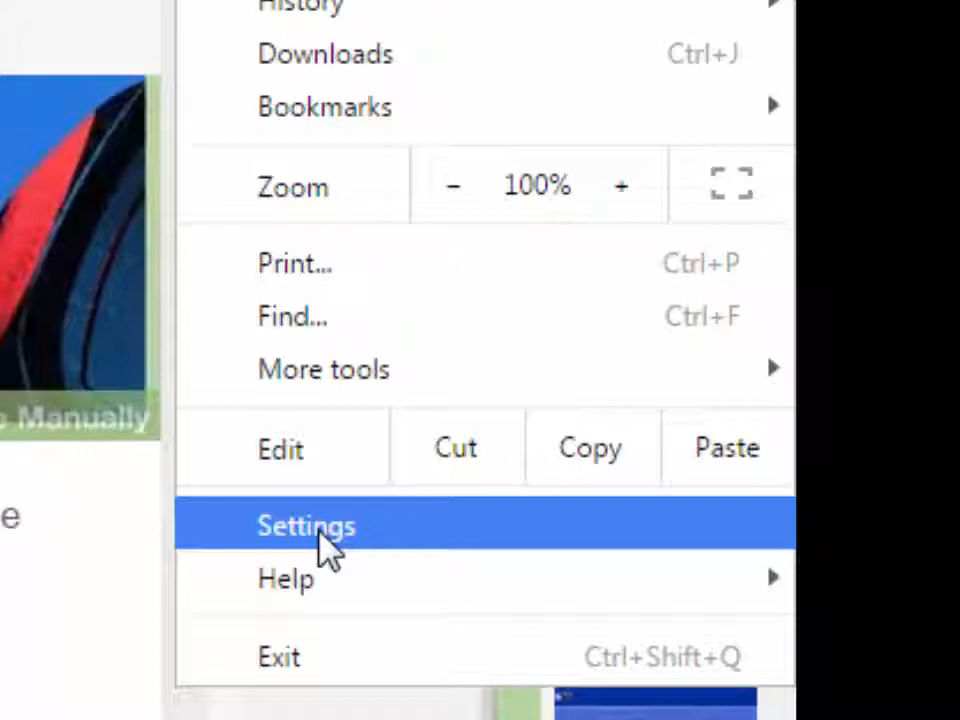 History
Downloads Ctrl+J
Bookmarks
Zoom − 100% +
Print... Ctrl+P
Find... Ctrl+F
More tools
Manually
Edit Cut Copy Paste
e
Settings
Help
Exit Ctrl+Shift+Q